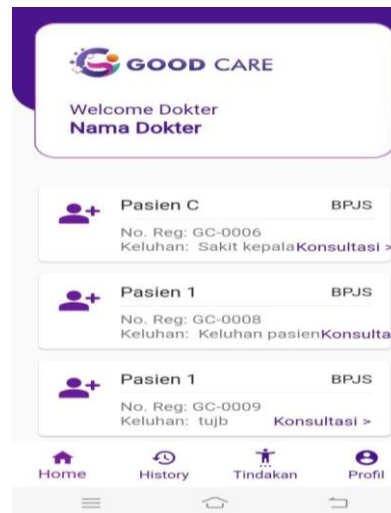 GOOD CARE
Welcome Dokter
Nama Dokter
Pasien C BPJS
No. Reg: GC-0006
Keluhan: Sakit kepala Konsultasi >
Pasien 1 BPJS
No. Reg: GC-0008
Keluhan: Keluhan pasien Konsulta
Pasien 1 BPJS
No. Reg: GC-0009
Keluhan: tujb Konsultasi >
Home History Tindakan Profil